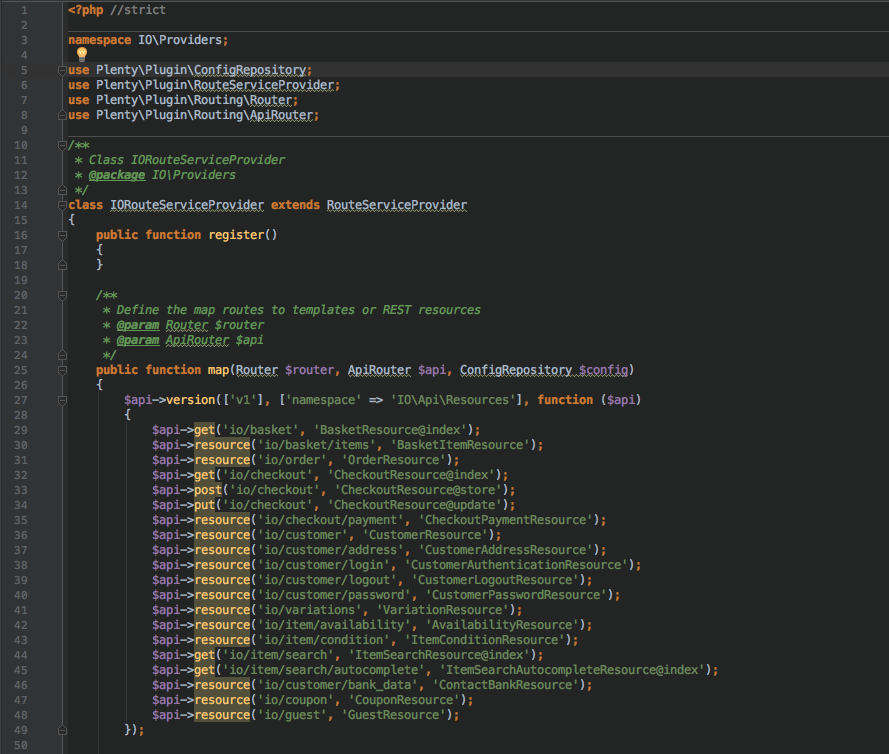 1 <?php //strict
2
3 namespace IO\Providers;
4
5 use Plenty\Plugin\ConfigRepository;
6 use Plenty\Plugin\RouteServiceProvider;
7 use Plenty\Plugin\Routing\Router;
8 use Plenty\Plugin\Routing\ApiRouter;
9
10 /**
11  * Class IORouteServiceProvider
12  * @package IO\Providers
13  */
14 class IORouteServiceProvider extends RouteServiceProvider
15 {
16     public function register()
17     {
18     }
19
20     /**
21      * Define the map routes to templates or REST resources
22      * @param Router $router
23      * @param ApiRouter $api
24      */
25     public function map(Router $router, ApiRouter $api, ConfigRepository $config)
26     {
27         $api->version(['v1'], ['namespace' => 'IO\Api\Resources'], function ($api)
28         {
29             $api->get('io/basket', 'BasketResource@index');
30             $api->resource('io/basket/items', 'BasketItemResource');
31             $api->resource('io/order', 'OrderResource');
32             $api->get('io/checkout', 'CheckoutResource@index');
33             $api->post('io/checkout', 'CheckoutResource@store');
34             $api->put('io/checkout', 'CheckoutResource@update');
35             $api->resource('io/checkout/payment', 'CheckoutPaymentResource');
36             $api->resource('io/customer', 'CustomerResource');
37             $api->resource('io/customer/address', 'CustomerAddressResource');
38             $api->resource('io/customer/login', 'CustomerAuthenticationResource');
39             $api->resource('io/customer/logout', 'CustomerLogoutResource');
40             $api->resource('io/customer/password', 'CustomerPasswordResource');
41             $api->resource('io/variations', 'VariationResource');
42             $api->resource('io/item/availability', 'AvailabilityResource');
43             $api->resource('io/item/condition', 'ItemConditionResource');
44             $api->get('io/item/search', 'ItemSearchResource@index');
45             $api->get('io/item/search/autocomplete', 'ItemSearchAutocompleteResource@index');
46             $api->resource('io/customer/bank_data', 'ContactBankResource');
47             $api->resource('io/coupon', 'CouponResource');
48             $api->resource('io/guest', 'GuestResource');
49         });
50